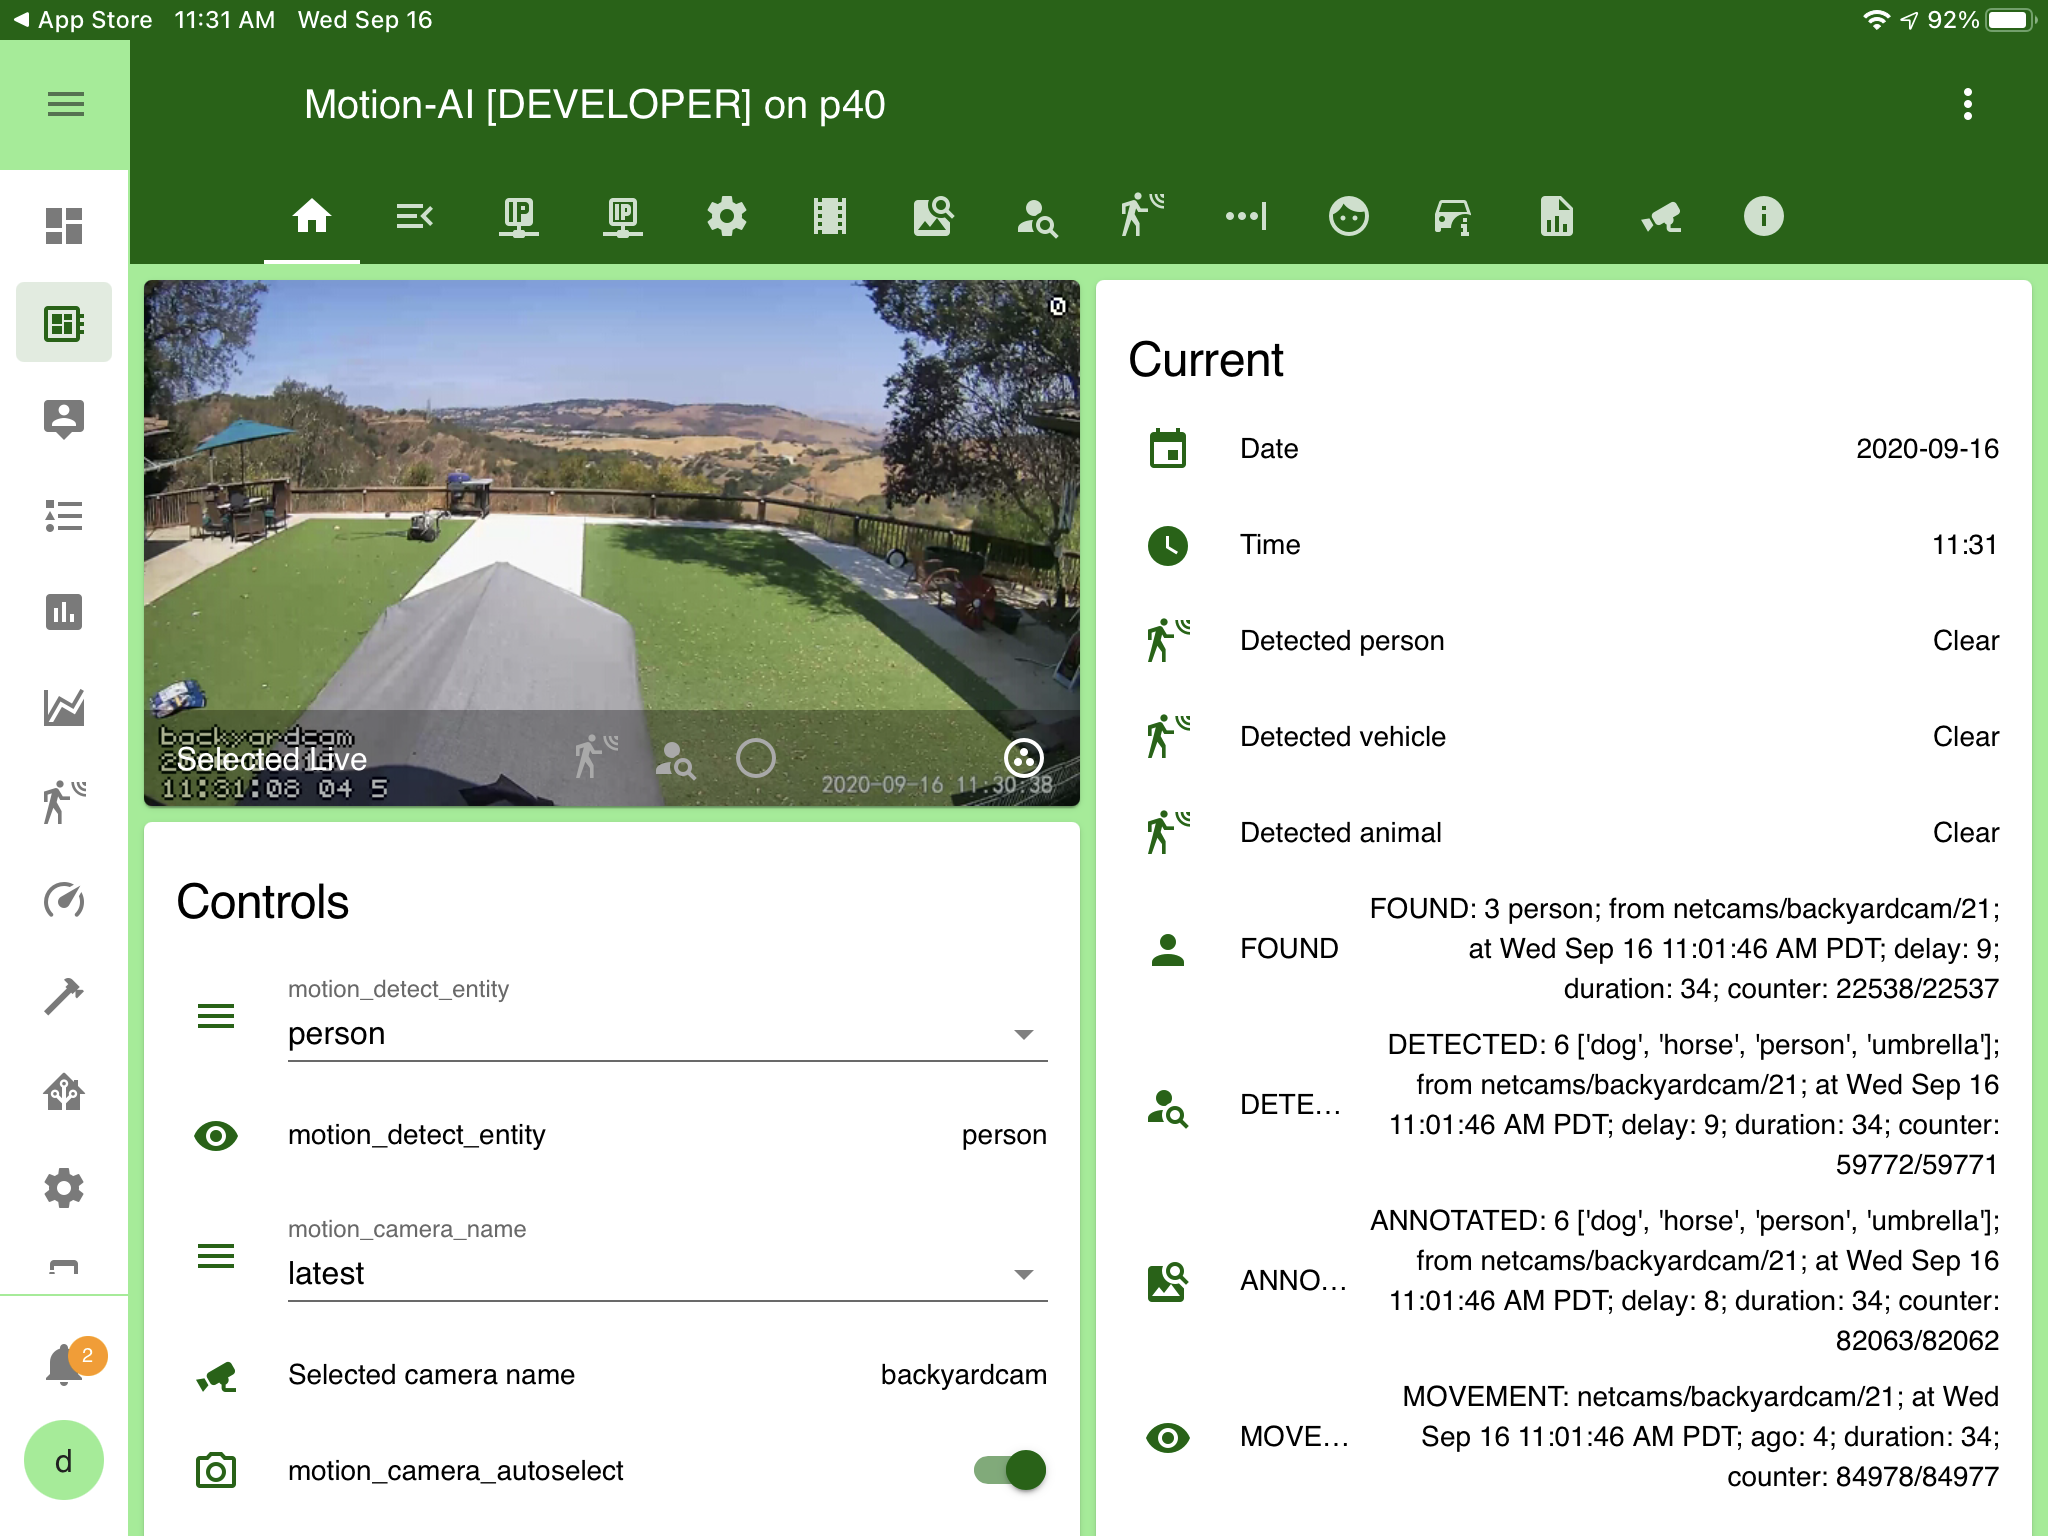 App Store 11:31 AM Wed Sep 16
92%
Motion-AI [DEVELOPER] on p40
IP
IP
0
backyardcam
Selected Live
11:31:08 04 5
2020-09-16 11:30:38
Controls
motion_detect_entity
person
motion_detect_entity person
motion_camera_name
latest
Selected camera name backyardcam
motion_camera_autoselect
2
d
Current
Date 2020-09-16
Time 11:31
Detected person Clear
Detected vehicle Clear
Detected animal Clear
FOUND: 3 person; from netcams/backyardcam/21;
FOUND at Wed Sep 16 11:01:46 AM PDT; delay: 9;
duration: 34; counter: 22538/22537
DETECTED: 6 ['dog', 'horse', 'person', 'umbrella'];
from netcams/backyardcam/21; at Wed Sep 16
DETE… 11:01:46 AM PDT; delay: 9; duration: 34; counter:
59772/59771
ANNOTATED: 6 ['dog', 'horse', 'person', 'umbrella'];
from netcams/backyardcam/21; at Wed Sep 16
ANNO… 11:01:46 AM PDT; delay: 8; duration: 34; counter:
82063/82062
MOVEMENT: netcams/backyardcam/21; at Wed
MOVE… Sep 16 11:01:46 AM PDT; ago: 4; duration: 34;
counter: 84978/84977